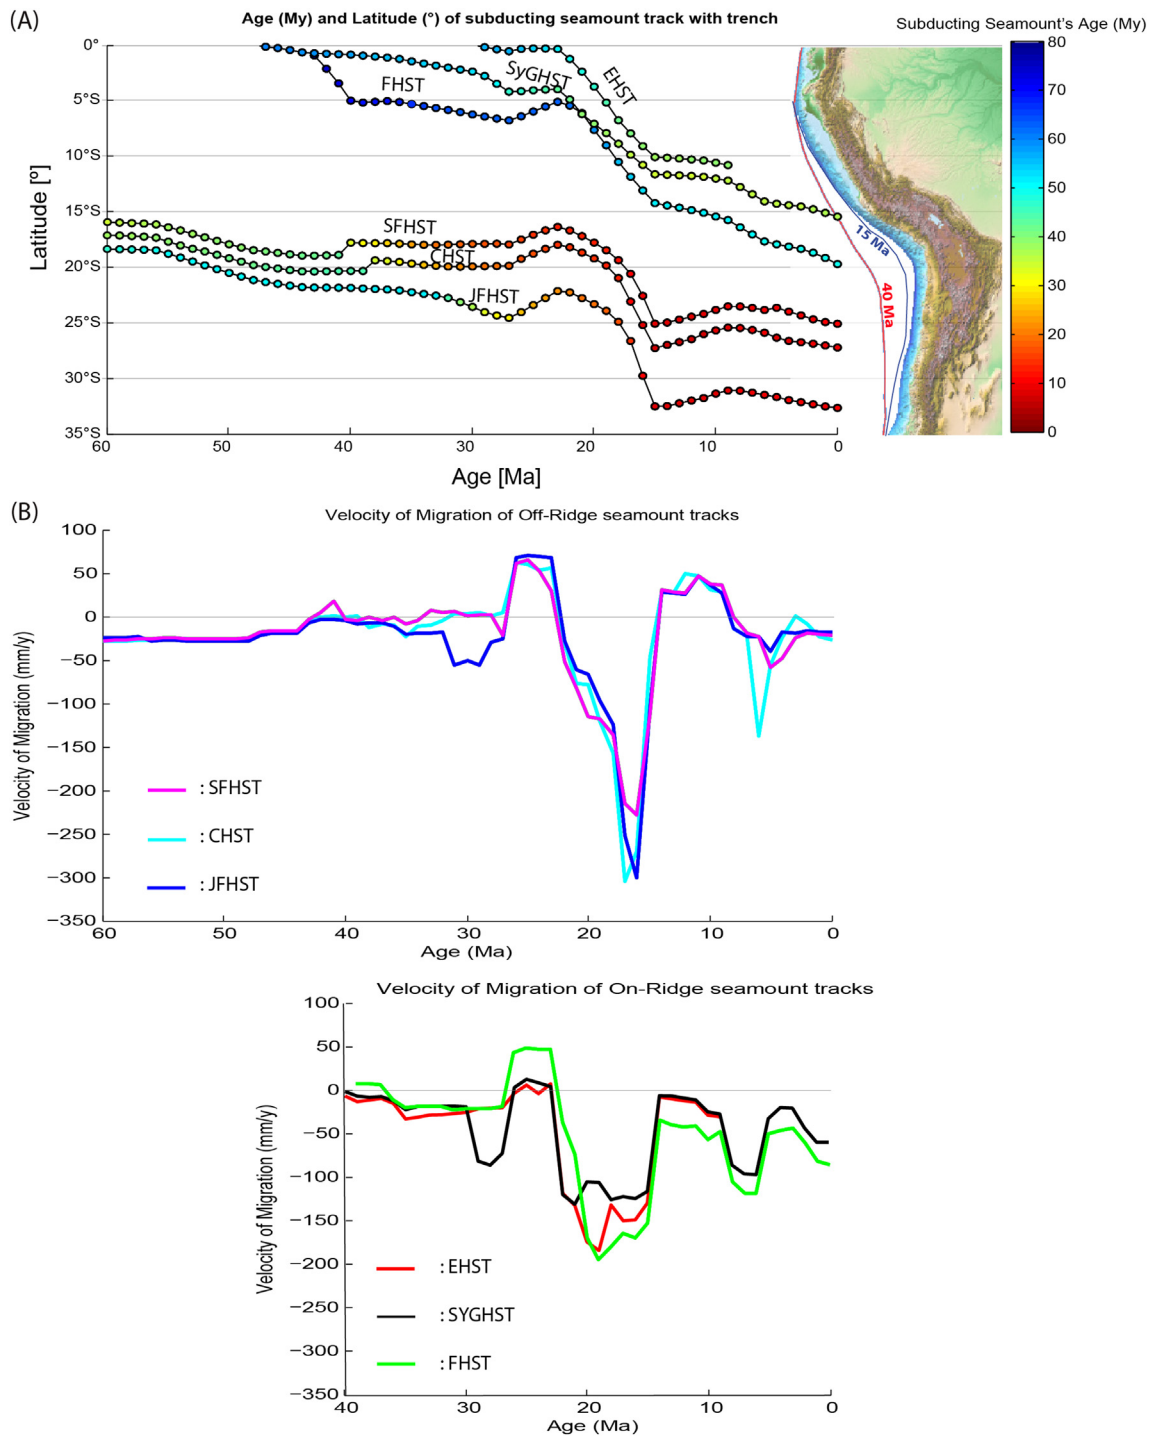 (A)
Age (My) and Latitude (°) of subducting seamount track with trench
Subducting Seamount's Age (My)
0°
5°S
10°S
15°S
20°S
25°S
30°S
35°S
Latitude [°]
FHST
SyGHST
EHST
SFHST
CHST
JFHST
60
50
40
30
20
10
0
Age [Ma]
15 Ma
40 Ma
80
70
60
50
40
30
20
10
0
(B)
Velocity of Migration of Off-Ridge seamount tracks
100
50
0
−50
−100
−150
−200
−250
−300
−350
Velocity of Migration (mm/y)
: SFHST
: CHST
: JFHST
60
50
40
30
20
10
0
Age (Ma)
Velocity of Migration of On-Ridge seamount tracks
100
50
0
−50
−100
−150
−200
−250
−300
−350
Velocity of Migration (mm/y)
: EHST
: SYGHST
: FHST
40
30
20
10
0
Age (Ma)